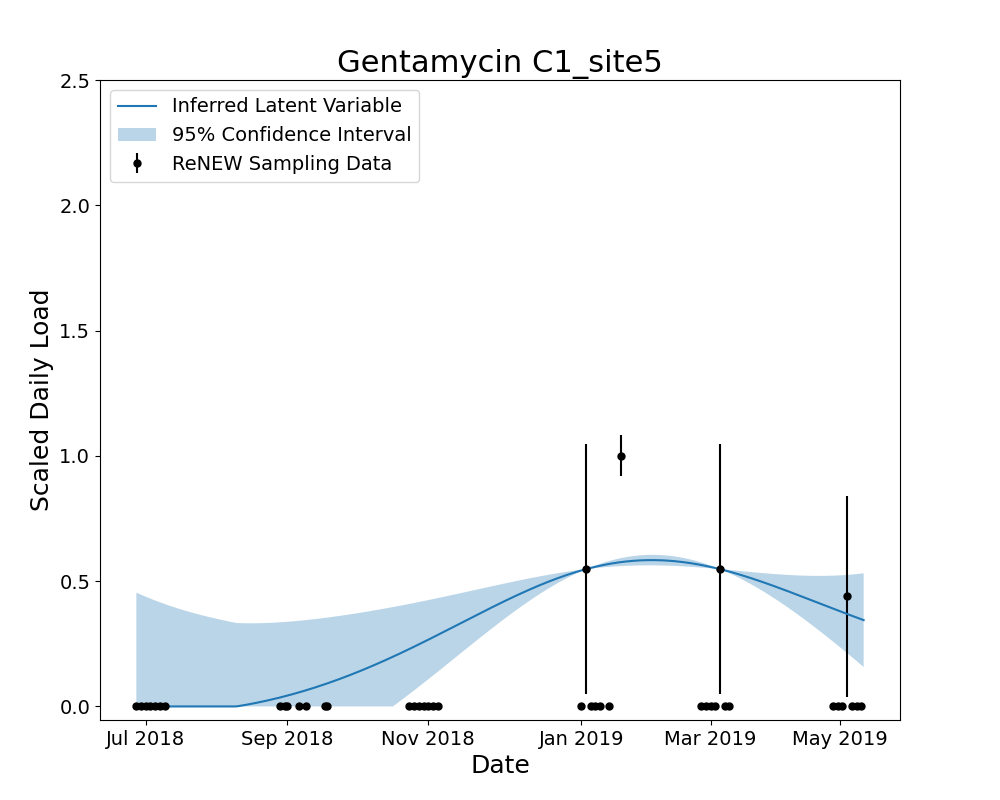 Gentamycin C1_site5
Inferred Latent Variable
95% Confidence Interval
ReNEW Sampling Data
Scaled Daily Load
2.5
2.0
1.5
1.0
0.5
0.0
Jul 2018
Sep 2018
Nov 2018
Jan 2019
Mar 2019
May 2019
Date